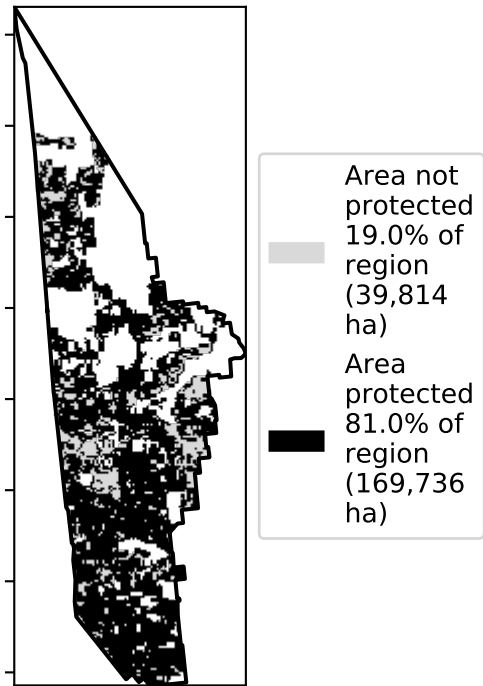 Area not
protected
19.0% of
region
(39,814
ha)
Area
protected
81.0% of
region
(169,736
ha)